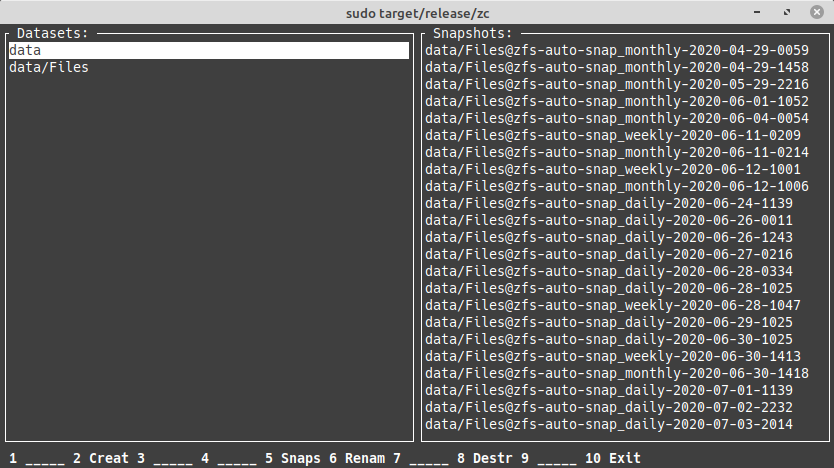 sudo target/release/zc
Datasets:
data
data/Files
Snapshots:
data/Files@zfs-auto-snap_monthly-2020-04-29-0059
data/Files@zfs-auto-snap_monthly-2020-04-29-1458
data/Files@zfs-auto-snap_monthly-2020-05-29-2216
data/Files@zfs-auto-snap_monthly-2020-06-01-1052
data/Files@zfs-auto-snap_monthly-2020-06-04-0054
data/Files@zfs-auto-snap_weekly-2020-06-11-0209
data/Files@zfs-auto-snap_monthly-2020-06-11-0214
data/Files@zfs-auto-snap_weekly-2020-06-12-1001
data/Files@zfs-auto-snap_monthly-2020-06-12-1006
data/Files@zfs-auto-snap_daily-2020-06-24-1139
data/Files@zfs-auto-snap_daily-2020-06-26-0011
data/Files@zfs-auto-snap_daily-2020-06-26-1243
data/Files@zfs-auto-snap_daily-2020-06-27-0216
data/Files@zfs-auto-snap_daily-2020-06-28-0334
data/Files@zfs-auto-snap_daily-2020-06-28-1025
data/Files@zfs-auto-snap_weekly-2020-06-28-1047
data/Files@zfs-auto-snap_daily-2020-06-29-1025
data/Files@zfs-auto-snap_daily-2020-06-30-1025
data/Files@zfs-auto-snap_weekly-2020-06-30-1413
data/Files@zfs-auto-snap_monthly-2020-06-30-1418
data/Files@zfs-auto-snap_daily-2020-07-01-1139
data/Files@zfs-auto-snap_daily-2020-07-02-2232
data/Files@zfs-auto-snap_daily-2020-07-03-2014
1 _____ 2 Creat 3 _____ 4 _____ 5 Snaps 6 Renam 7 _____ 8 Destr 9 _____ 10 Exit